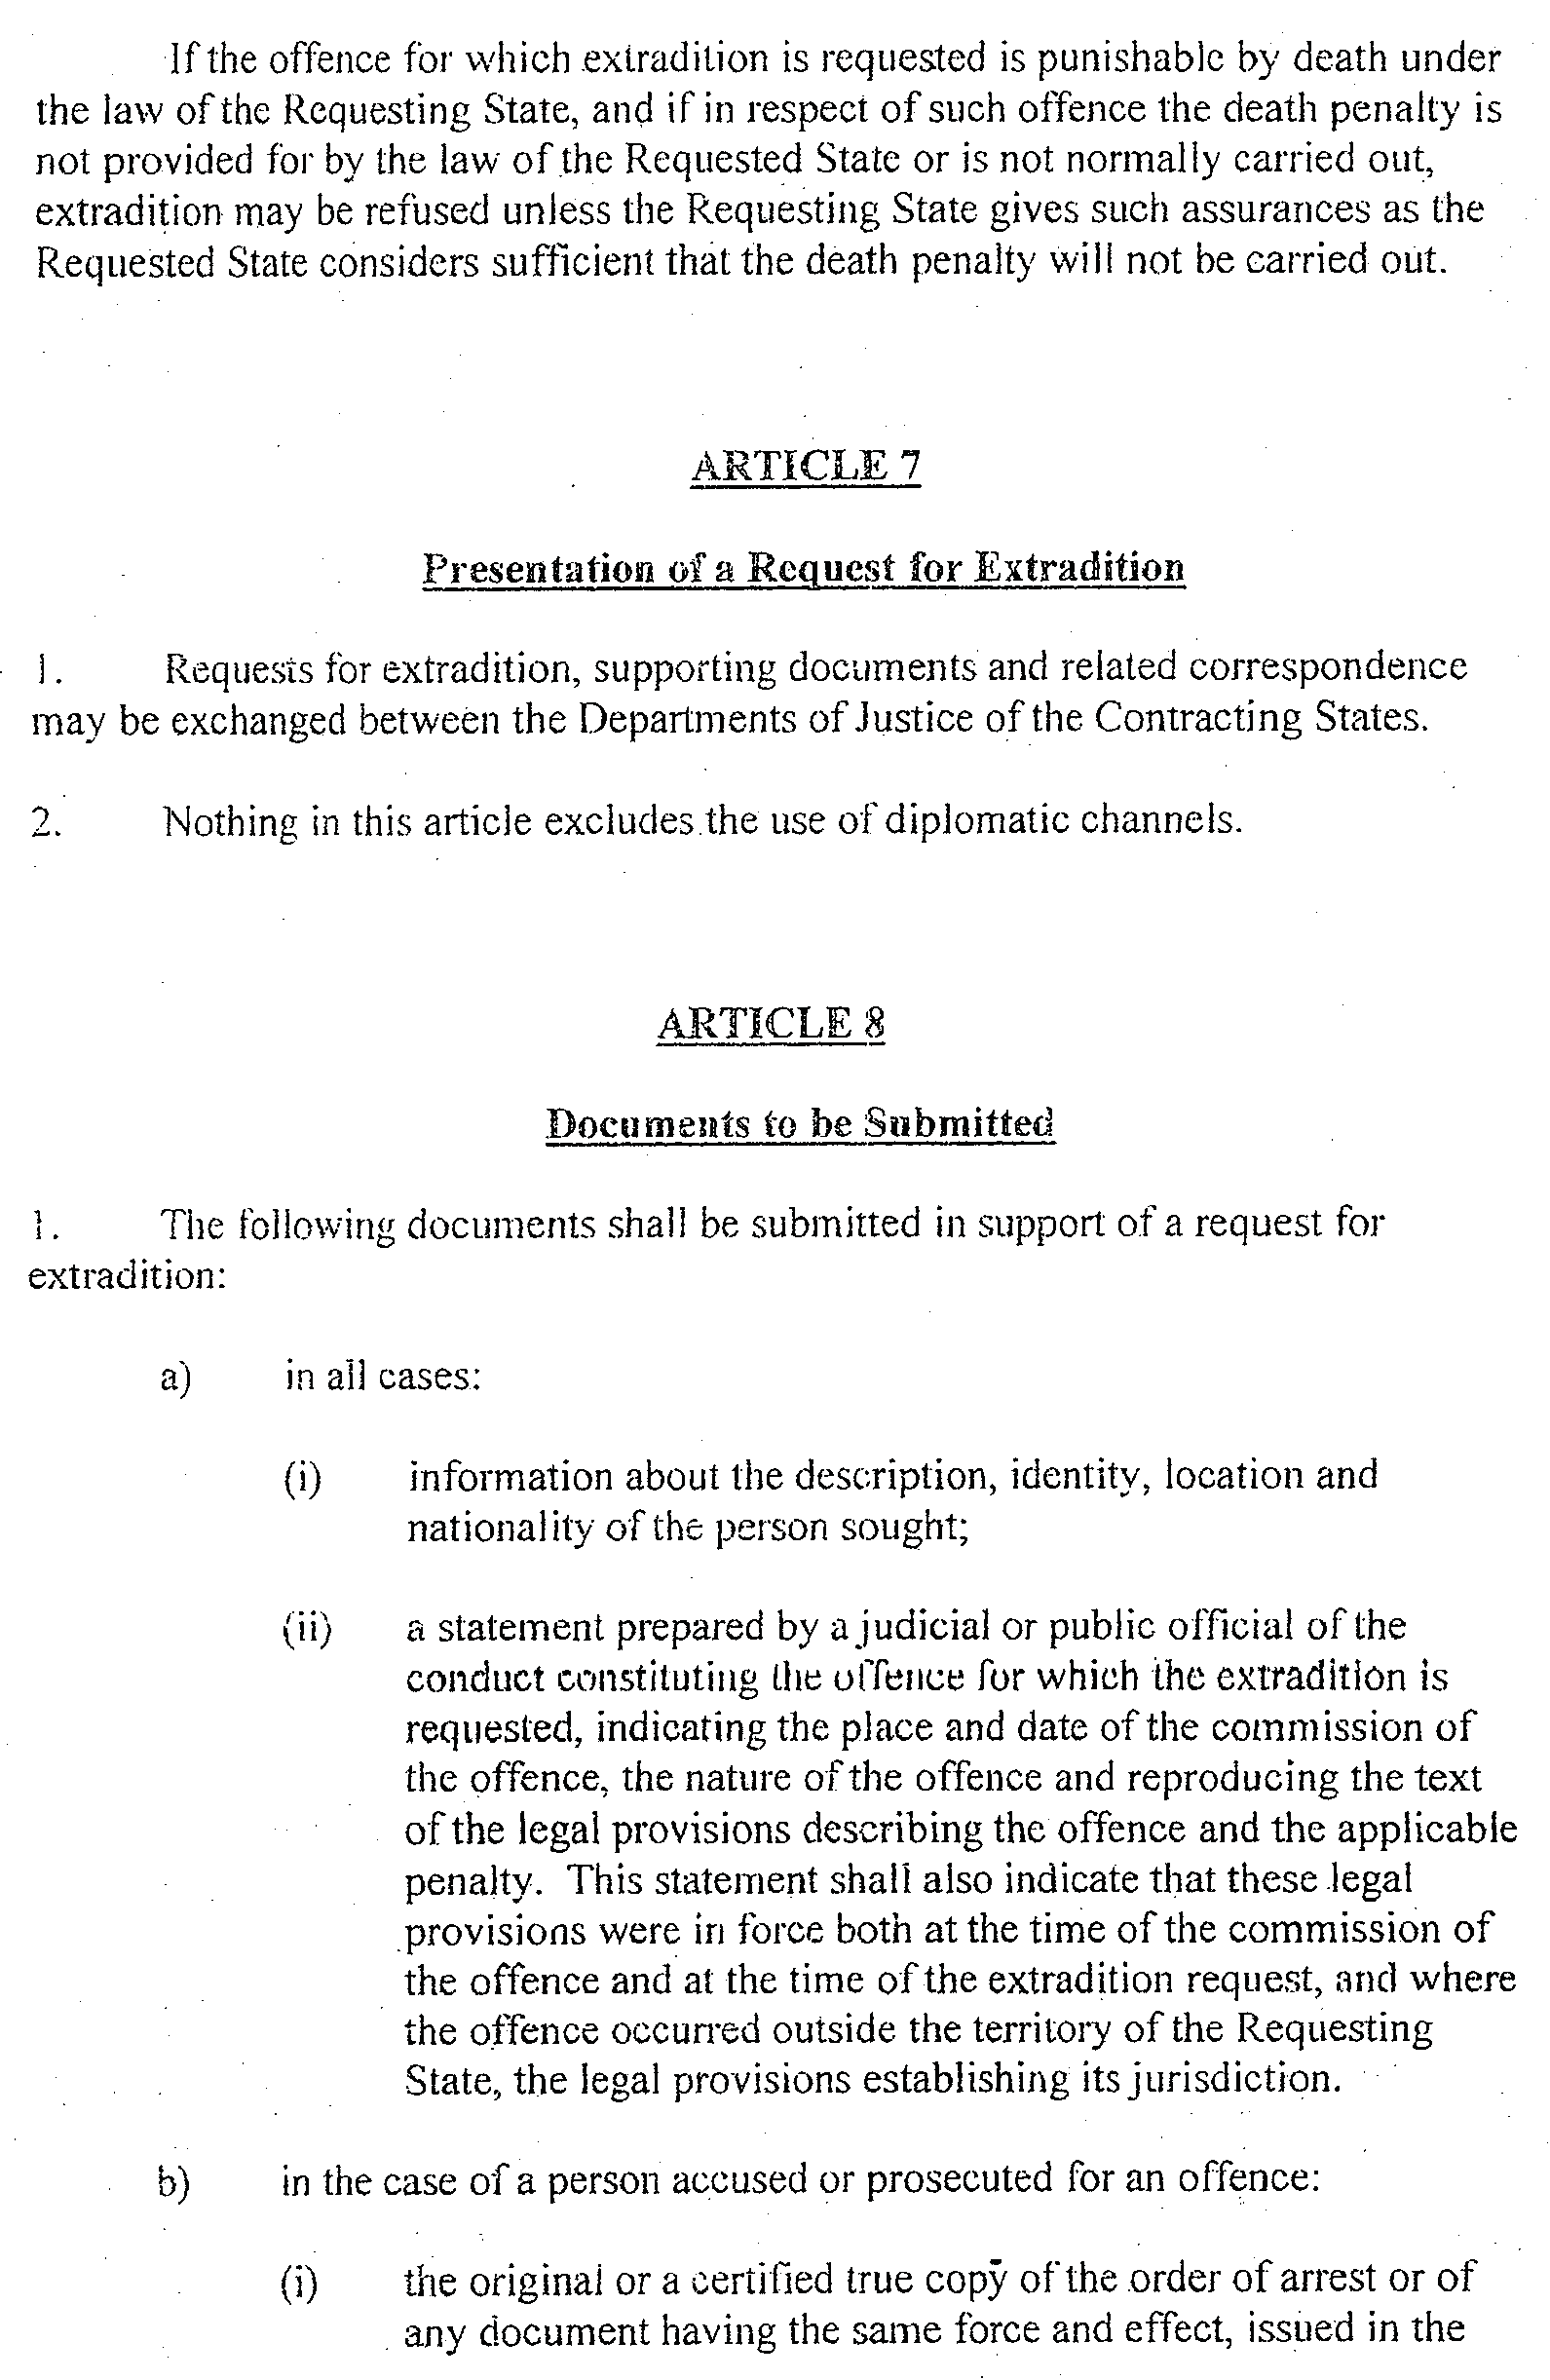 If the offence for which extradition is requested is punishable by death under
the law of the Requesting State, and if in respect of such offence the death penalty is
not provided for by the law of the Requested State or is not normally carried out,
extradition may be refused unless the Requesting State gives such assurances as the
Requested State considers sufficient that the death penalty will not be carried out.
ARTICLE 7
Presentation of a Request for Extradition
1. Requests for extradition, supporting documents and related correspondence
may be exchanged between the Departments of Justice of the Contracting States.
2. Nothing in this article excludes the use of diplomatic channels.
ARTICLE 8
Documents to be Submitted
1. The following documents shall be submitted in support of a request for
extradition:
a) in all cases:
(i) information about the description, identity, location and
nationality of the person sought;
(ii) a statement prepared by a judicial or public official of the
conduct constituting the offence for which the extradition is
requested, indicating the place and date of the commission of
the offence, the nature of the offence and reproducing the text
of the legal provisions describing the offence and the applicable
penalty. This statement shall also indicate that these legal
provisions were in force both at the time of the commission of
the offence and at the time of the extradition request, and where
the offence occurred outside the territory of the Requesting
State, the legal provisions establishing its jurisdiction.
b) in the case of a person accused or prosecuted for an offence:
(i) the original or a certified true copy of the order of arrest or of
any document having the same force and effect, issued in the